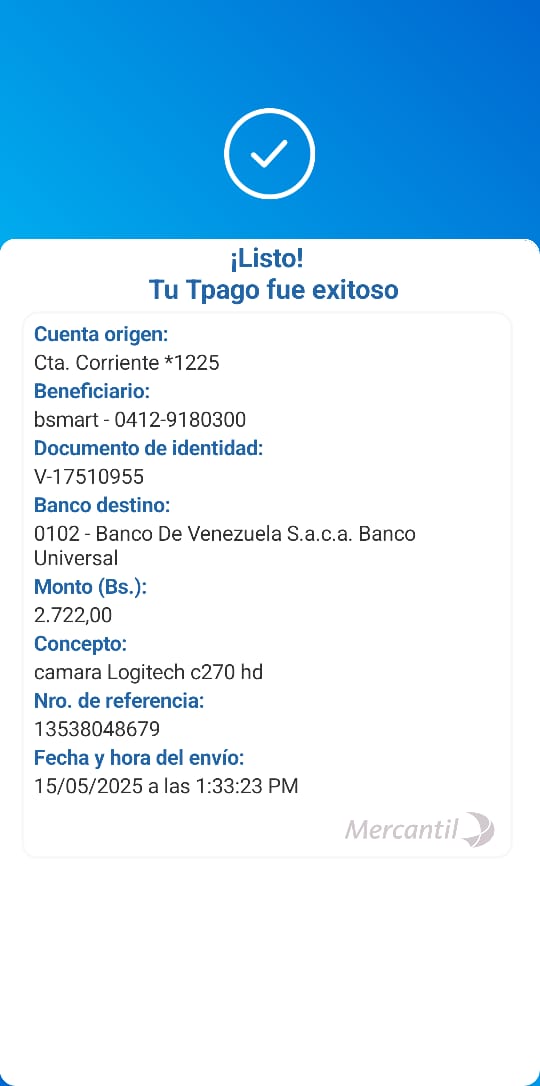 ¡Listo!
Tu Tpago fue exitoso
Cuenta origen:
Cta. Corriente *1225
Beneficiario:
bsmart - 0412-9180300
Documento de identidad:
V-17510955
Banco destino:
0102 - Banco De Venezuela S.a.c.a. Banco
Universal
Monto (Bs.):
2.722,00
Concepto:
camara Logitech c270 hd
Nro. de referencia:
13538048679
Fecha y hora del envío:
15/05/2025 a las 1:33:23 PM
Mercantil